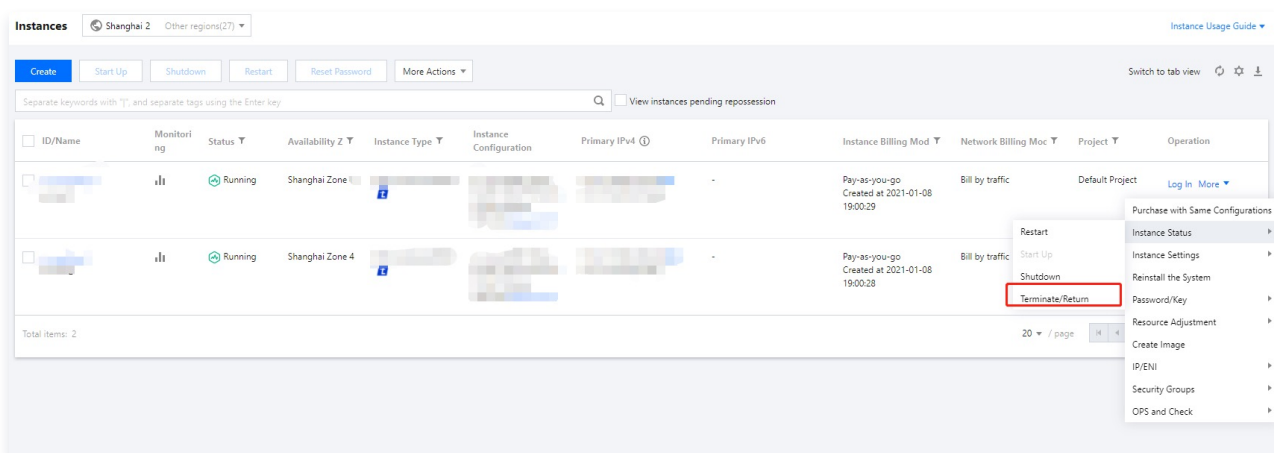 Instances Shanghai 2 Other regions(27) Instance Usage Guide
Create Start Up Shutdown Restart Reset Password More Actions Switch to tab view
Separate keywords with "|", and separate tags using the Enter key View instances pending repossession
ID/Name Monitori Status Availability Z Instance Type Instance Primary IPv4 Primary IPv6 Instance Billing Mod Network Billing Moc Project Operation
ng Configuration
Running Shanghai Zone - Pay-as-you-go Bill by traffic Default Project Log In More
Created at 2021-01-08
19:00:29
Purchase with Same Configurations
Restart Instance Status
Running Shanghai Zone 4 - Pay-as-you-go Bill by traffic Start Up Instance Settings
Created at 2021-01-08 Shutdown Reinstall the System
19:00:28
Terminate/Return Password/Key
Resource Adjustment
Total items: 2 20 / page
Create Image
IP/ENI
Security Groups
OPS and Check